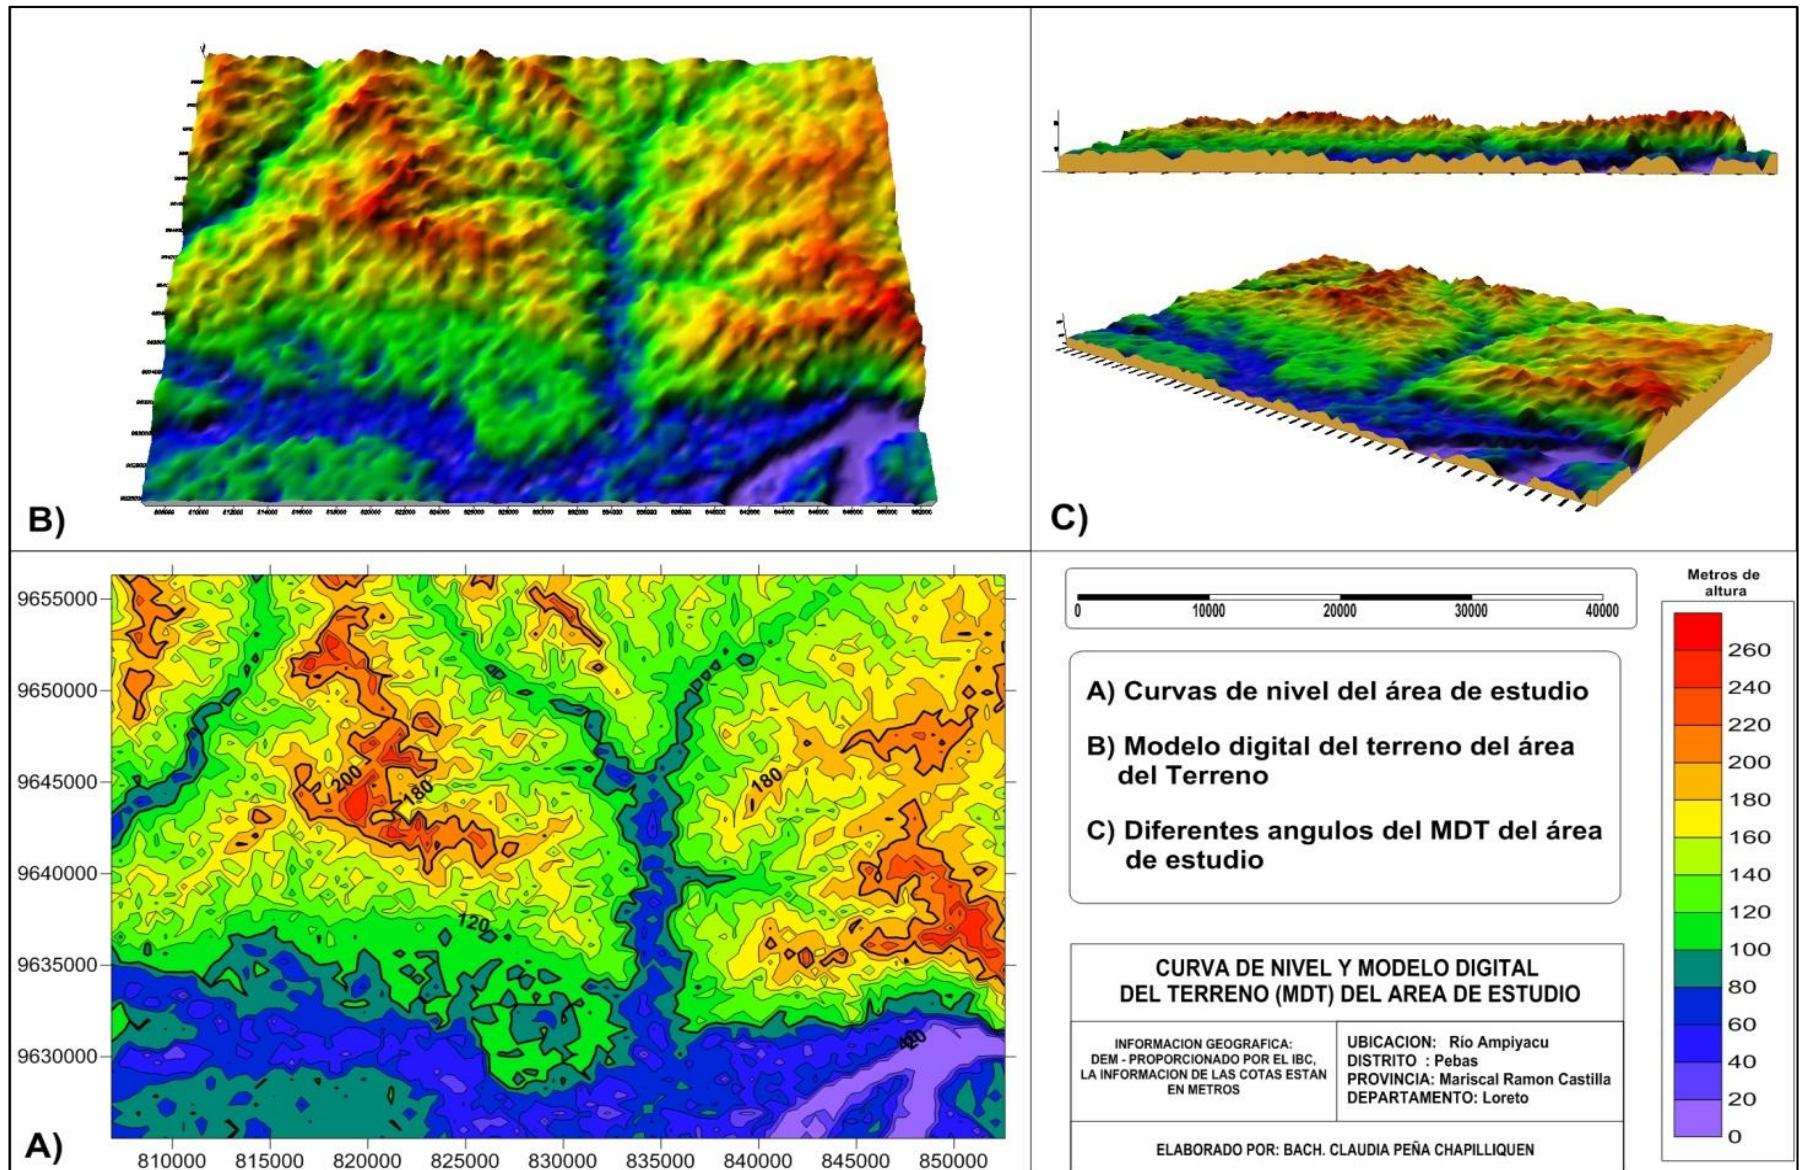 B)
C)
9655000
9650000
9645000
9640000
9635000
9630000
200
180
180
120
A)
810000 815000 820000 825000 830000 835000 840000 845000 850000
0 10000 20000 30000 40000
A) Curvas de nivel del área de estudio
B) Modelo digital del terreno del área
del Terreno
C) Diferentes angulos del MDT del área
de estudio
CURVA DE NIVEL Y MODELO DIGITAL
DEL TERRENO (MDT) DEL AREA DE ESTUDIO
INFORMACION GEOGRAFICA:
DEM - PROPORCIONADO POR EL IBC,
LA INFORMACION DE LAS COTAS ESTAN
EN METROS
UBICACION: Río Ampiyacu
DISTRITO : Pebas
PROVINCIA: Mariscal Ramon Castilla
DEPARTAMENTO: Loreto
ELABORADO POR: BACH. CLAUDIA PEÑA CHAPILLIQUEN
Metros de
altura
260
240
220
200
180
160
140
120
100
80
60
40
20
0